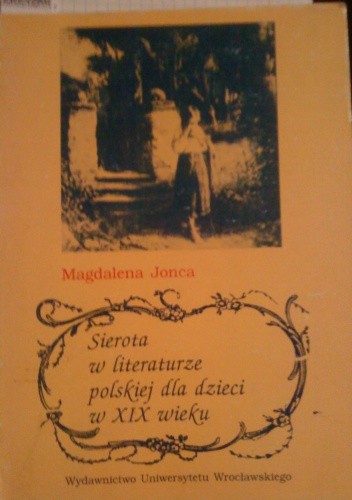 Magdalena Jonca
Sierota
w literaturze
polskiej dla dzieci
w XIX wieku
Wydawnictwo Uniwersytetu Wrocławskiego